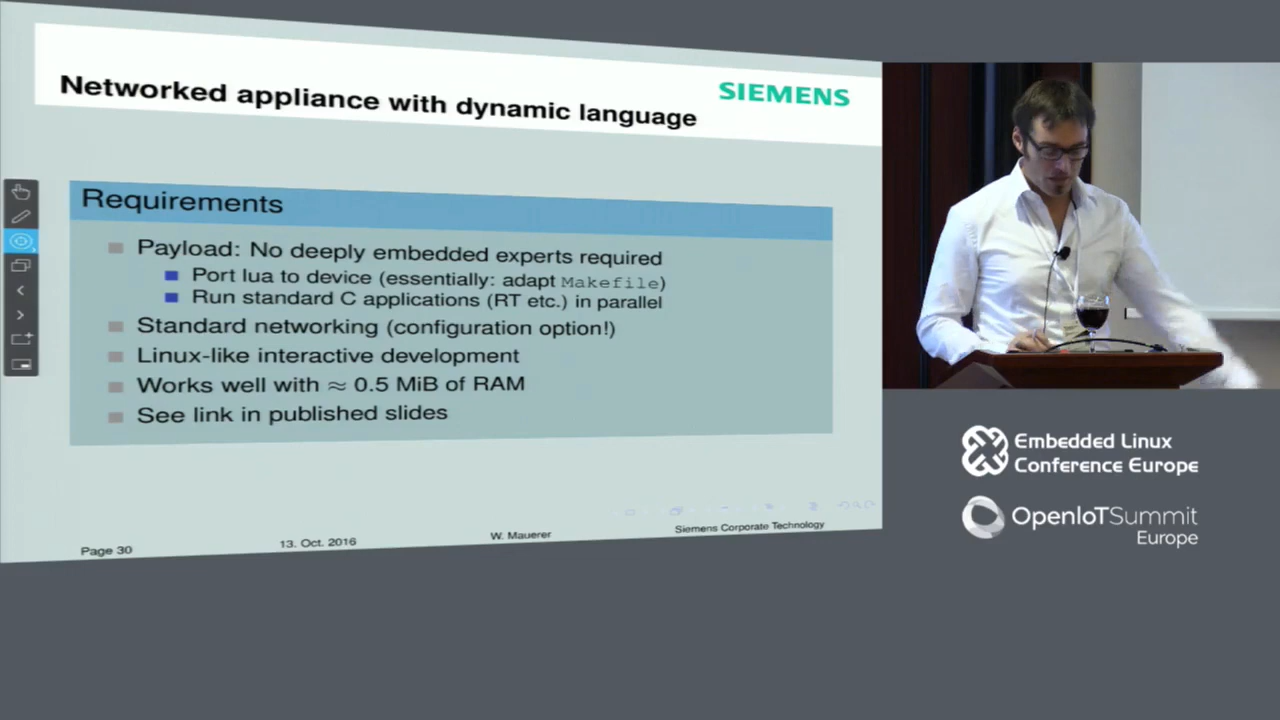 Networked appliance with dynamic language
SIEMENS
Requirements
Payload: No deeply embedded experts required
Port lua to device (essentially: adapt Makefile)
Run standard C applications (RT etc.) in parallel
Standard networking (configuration option!)
Linux-like interactive development
Works well with ≈ 0.5 MiB of RAM
See link in published slides
Page 30
13. Oct. 2016
W. Mauerer
Siemens Corporate Technology
Embedded Linux
Conference Europe
OpenIoTSummit
Europe